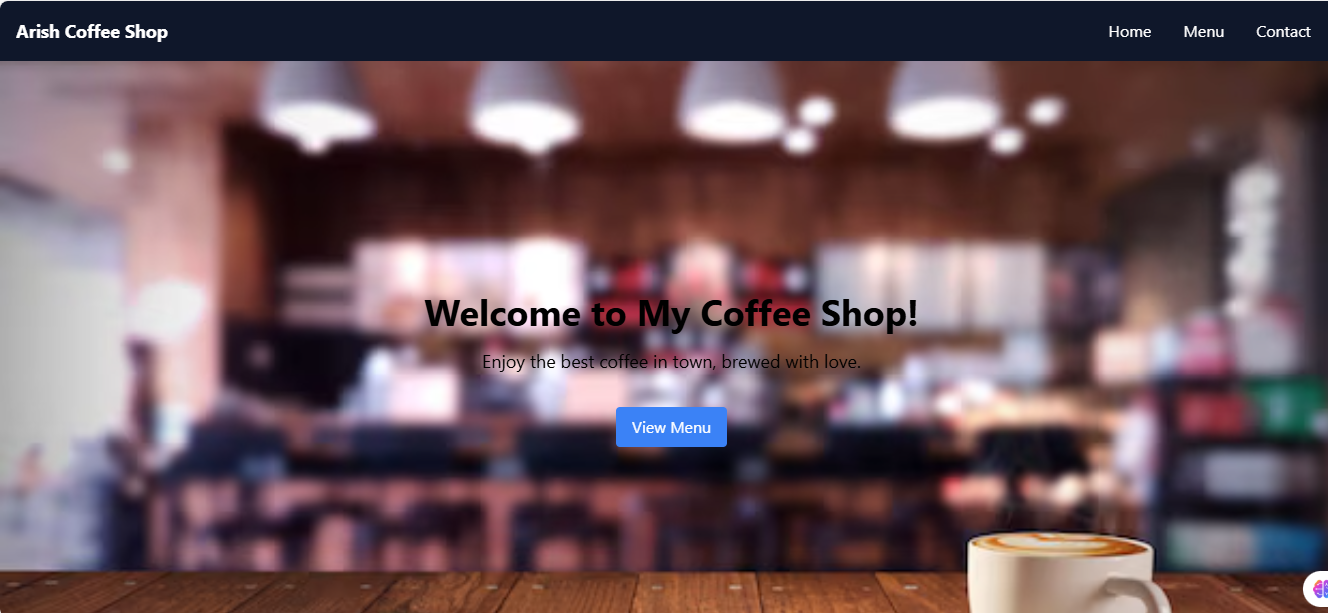 Arish Coffee Shop
Home Menu Contact
Welcome to My Coffee Shop!
Enjoy the best coffee in town, brewed with love.
View Menu